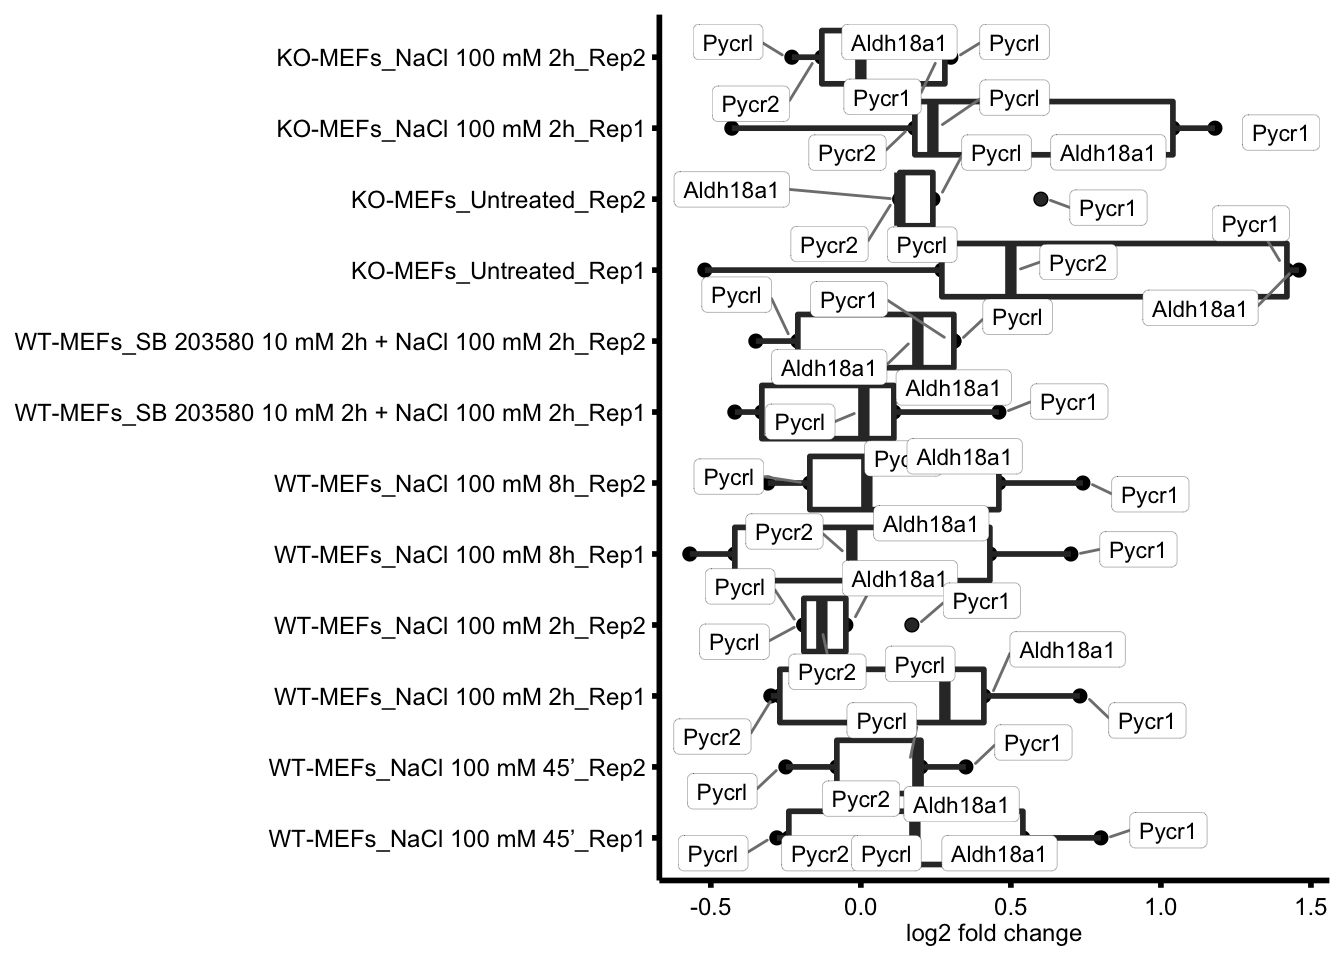 Pycrl
Aldh18a1
Pycrl
KO-MEFs_NaCl 100 mM 2h_Rep2
Pycr2
Pycr1
Pycrl
KO-MEFs_NaCl 100 mM 2h_Rep1
Pycr1
Pycr2
Pycrl
Aldh18a1
Aldh18a1
KO-MEFs_Untreated_Rep2
Pycr1
Pycr2
Pycrl
Pycr1
KO-MEFs_Untreated_Rep1
Pycr2
Pycrl
Pycr1
Aldh18a1
Pycrl
WT-MEFs_SB 203580 10 mM 2h + NaCl 100 mM 2h_Rep2
Aldh18a1
Aldh18a1
WT-MEFs_SB 203580 10 mM 2h + NaCl 100 mM 2h_Rep1
Pycr1
Pycrl
Aldh18a1
WT-MEFs_NaCl 100 mM 8h_Rep2
Pycrl
Pycr1
Aldh18a1
Pycr2
WT-MEFs_NaCl 100 mM 8h_Rep1
Pycr1
Pycrl
Aldh18a1
Pycr1
WT-MEFs_NaCl 100 mM 2h_Rep2
Pycrl
Pycr2
Pycrl
Aldh18a1
WT-MEFs_NaCl 100 mM 2h_Rep1
Pycr2
Pycrl
Pycr1
WT-MEFs_NaCl 100 mM 45’_Rep2
Pycr1
Pycrl
Pycr2
Aldh18a1
WT-MEFs_NaCl 100 mM 45’_Rep1
Pycr1
Pycrl
Pycr2
Pycrl
Aldh18a1
-0.5
0.0
0.5
1.0
1.5
log2 fold change